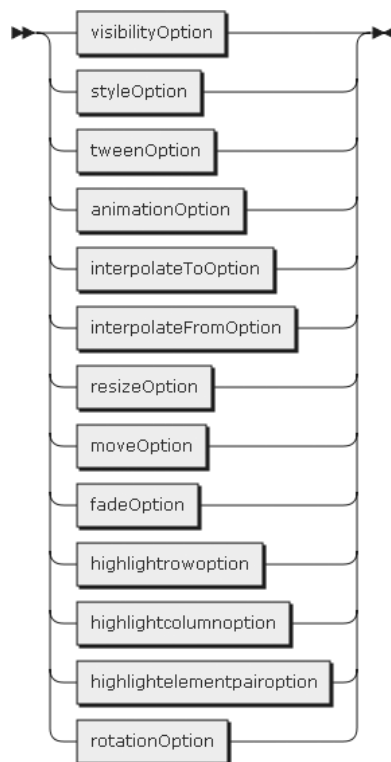 visibilityOption
styleOption
tweenOption
animationOption
interpolateToOption
interpolateFromOption
resizeOption
moveOption
fadeOption
highlightrowoption
highlightcolumnoption
highlightelementpairoption
rotationOption